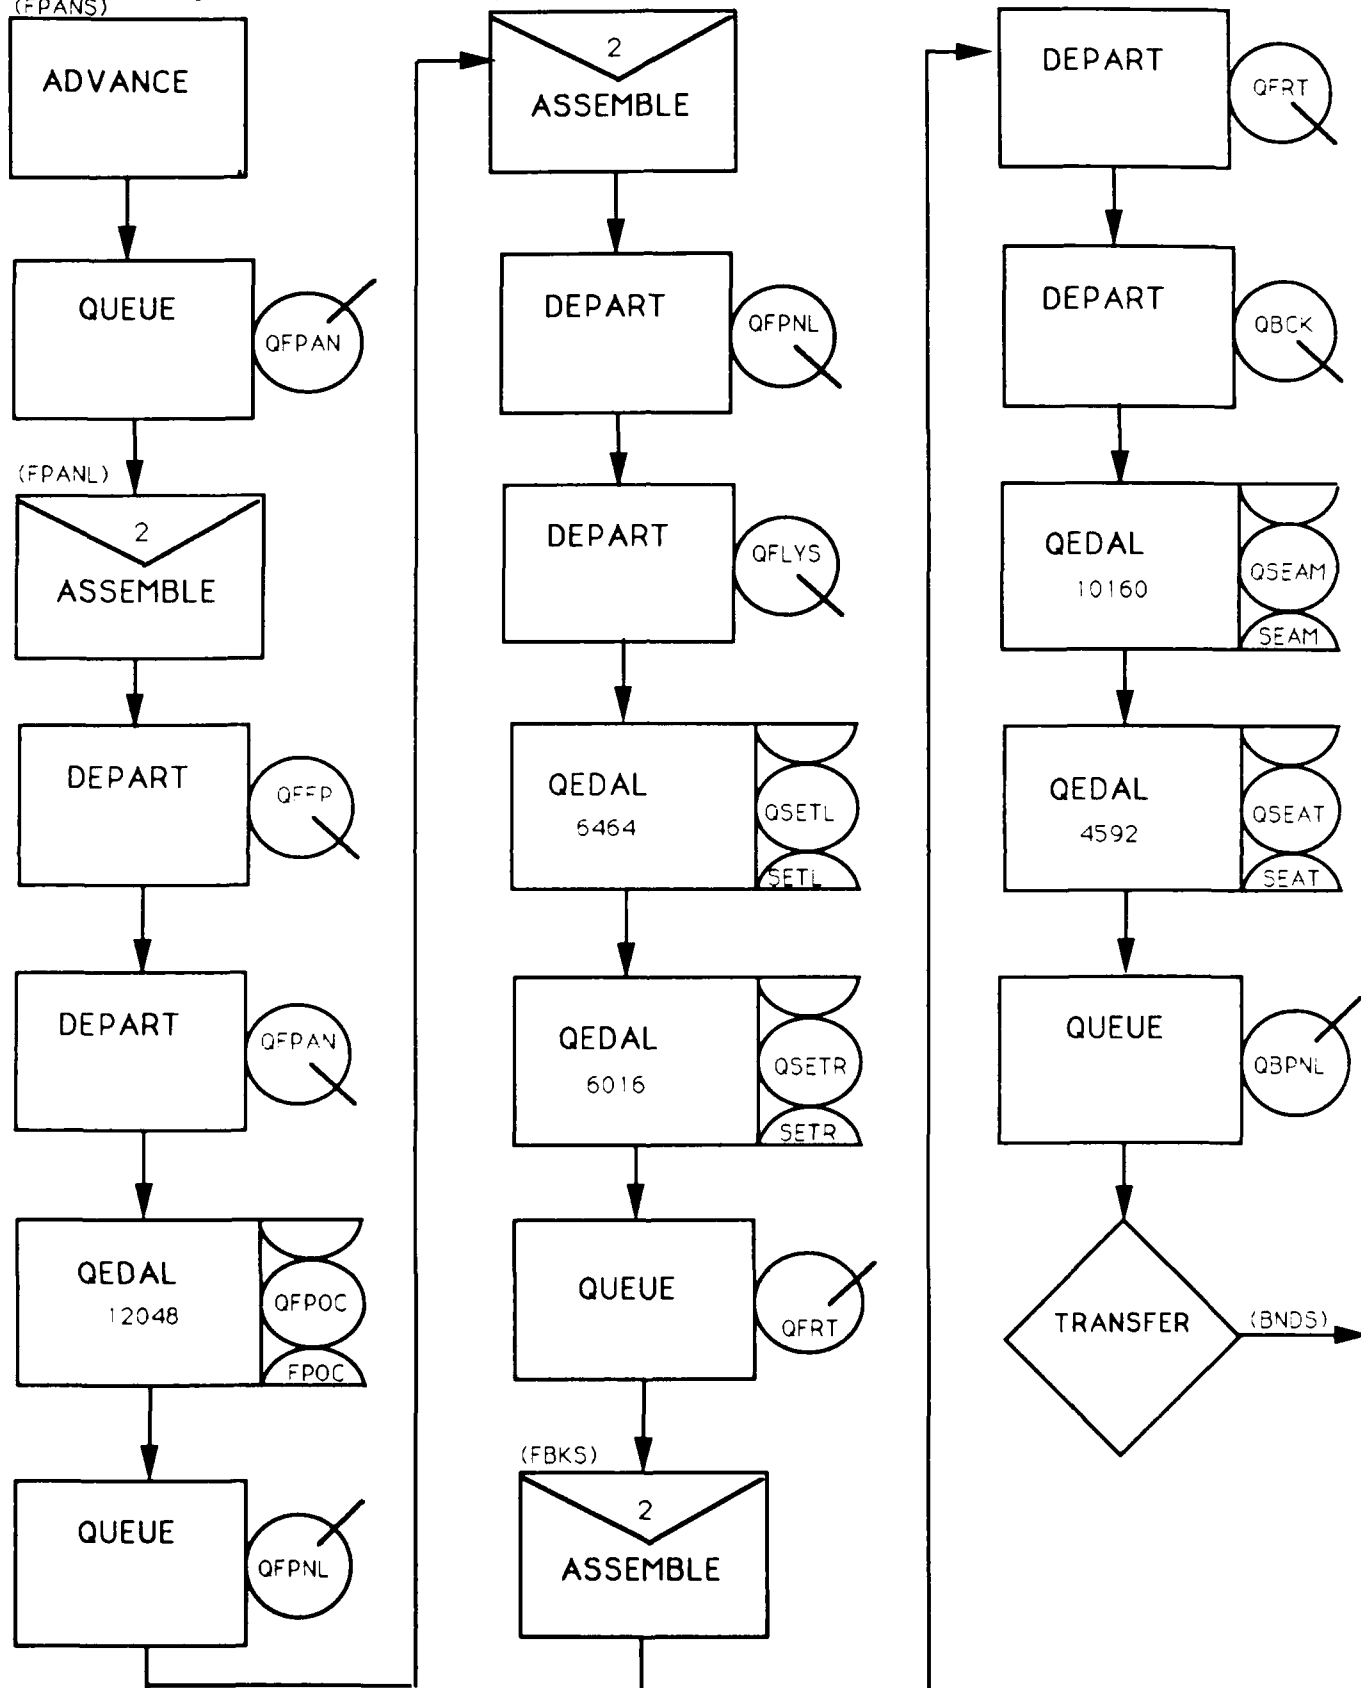 (FPANS)
ADVANCE
QUEUE
QFPAN
(FPANL)
2
ASSEMBLE
DEPART
DEPART
QFPAN
QEDAL
12048
QFPOC
FPOC
QUEUE
QFPNL
2
ASSEMBLE
DEPART
QFPNL
DEPART
QFLYS
QEDAL
6464
QSETL
SETL
QEDAL
6016
QSETR
SETR
QUEUE
QFRT
(FBKS)
2
ASSEMBLE
DEPART
QFRT
DEPART
QBCK
QEDAL
10160
QSEAM
SEAM
QEDAL
4592
QSEAT
SEAT
QUEUE
QBPNL
TRANSFER
(BNDS)